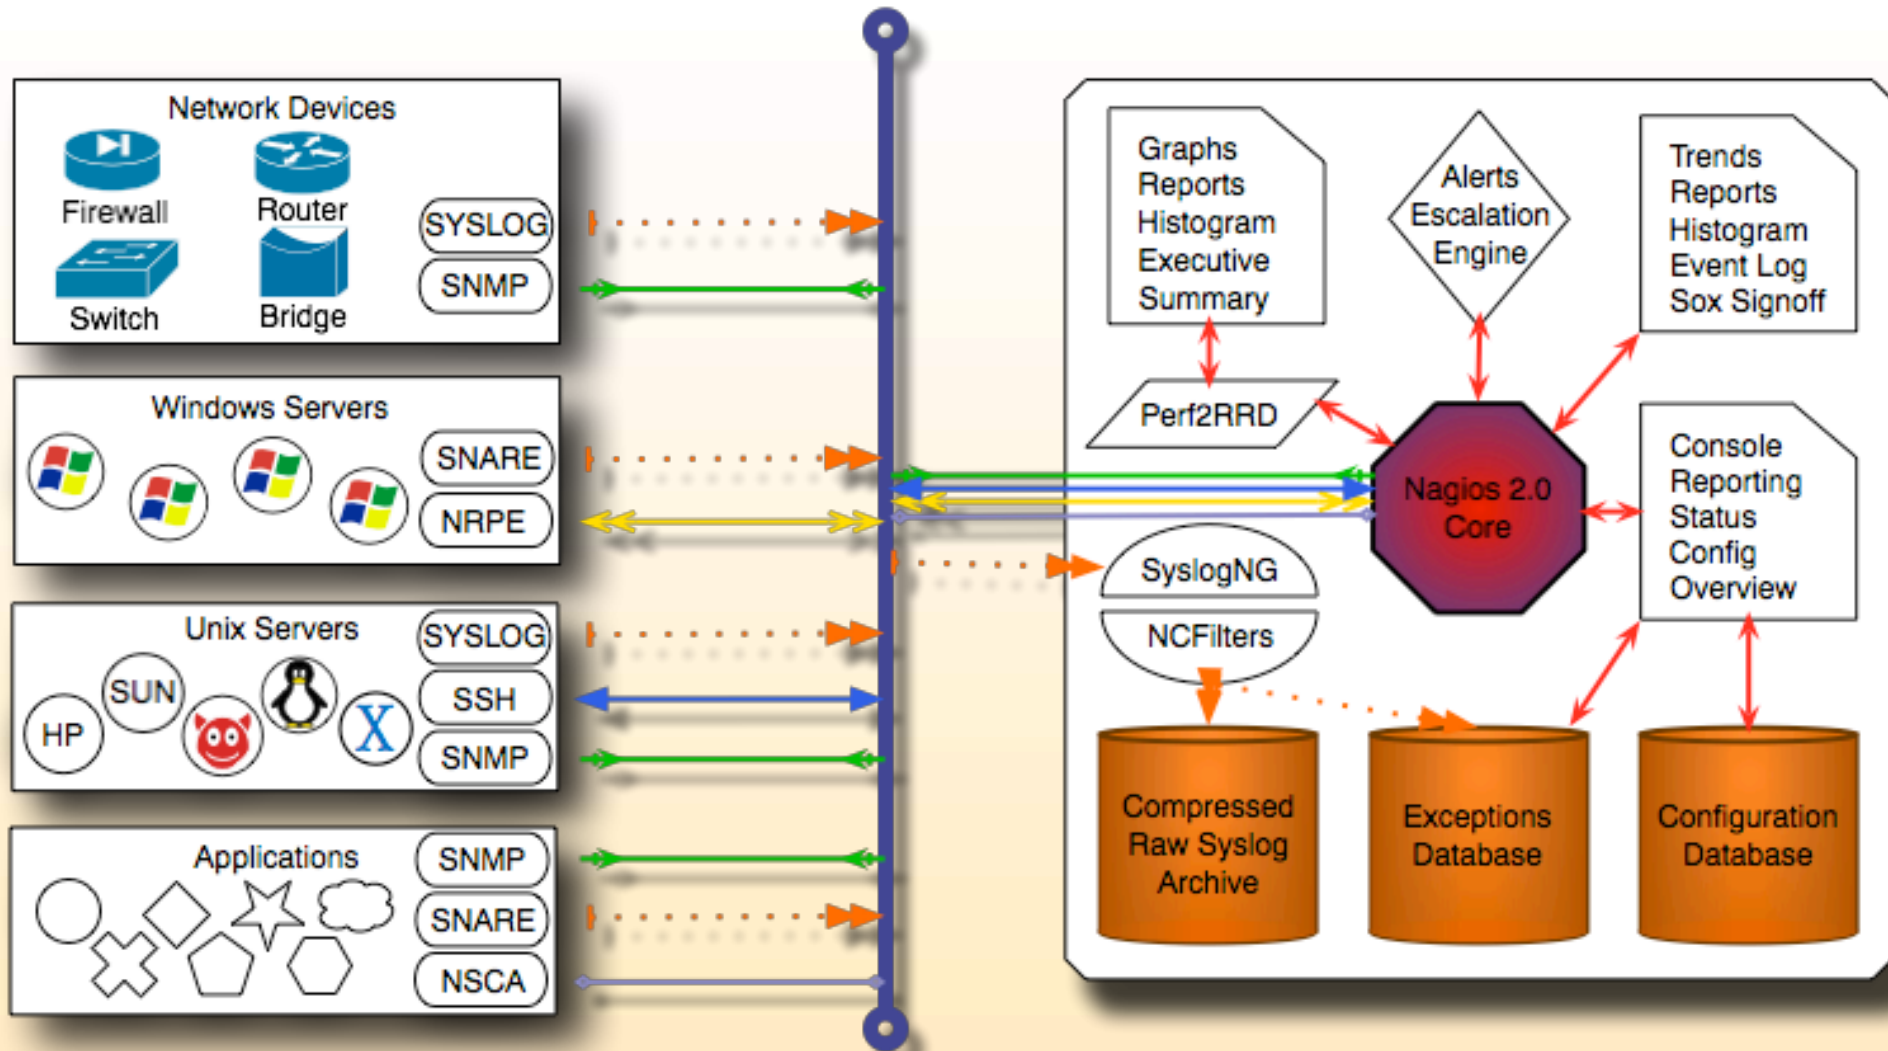 Network Devices
Firewall
Router
Switch
Bridge
SYSLOG
SNMP
Windows Servers
SNARE
NRPE
Unix Servers
HP
SUN
X
SYSLOG
SSH
SNMP
Applications
SNMP
SNARE
NSCA
Graphs
Reports
Histogram
Executive
Summary
Alerts
Escalation
Engine
Trends
Reports
Histogram
Event Log
Sox Signoff
Perf2RRD
Nagios 2.0
Core
Console
Reporting
Status
Config
Overview
SyslogNG
NCFilters
Compressed
Raw Syslog
Archive
Exceptions
Database
Configuration
Database